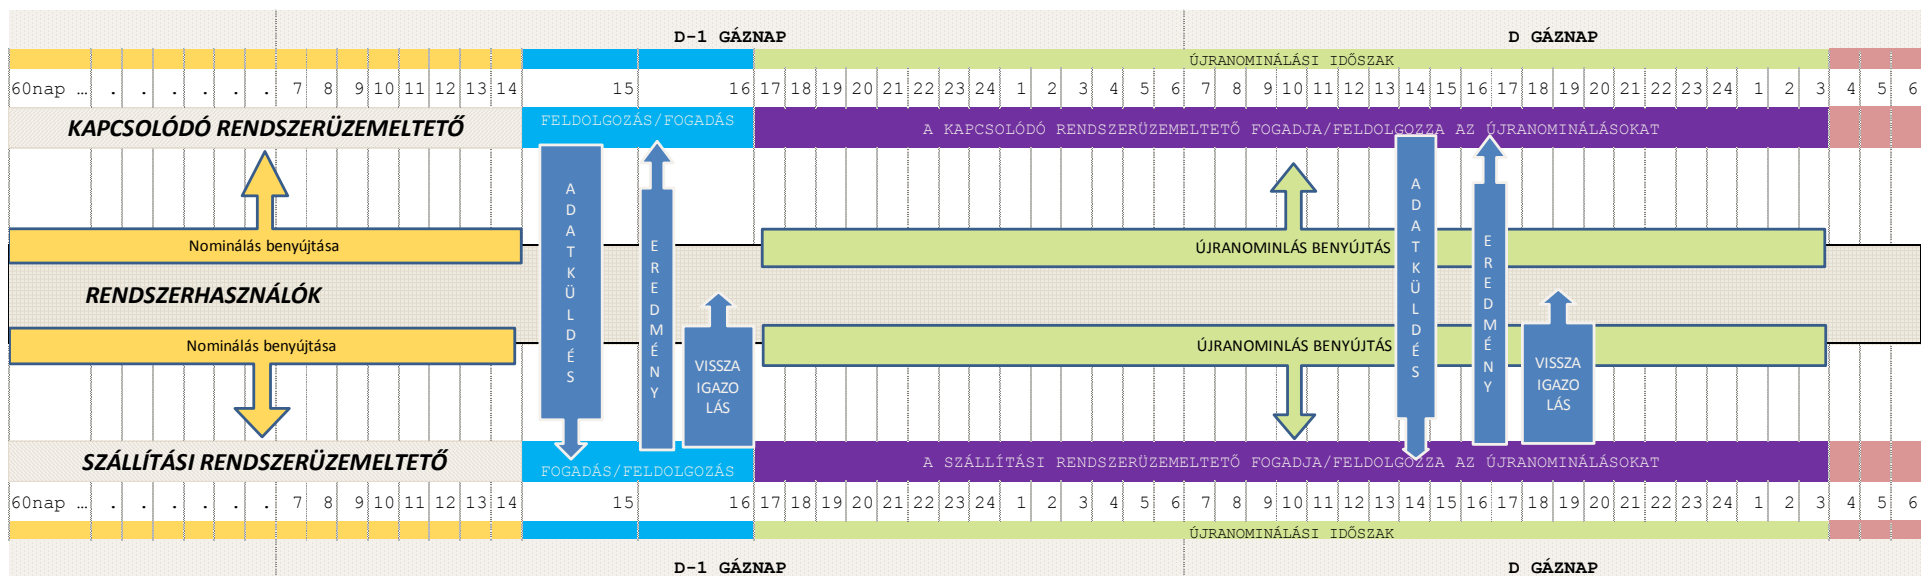 D-1 GÁZNAP D GÁZNAP
ÚJRANOMINÁLÁSI IDŐSZAK
60nap … . . . . . . 7 8 9 10 11 12 13 14 15 16 17 18 19 20 21 22 23 24 1 2 3 4 5 6 7 8 9 10 11 12 13 14 15 16 17 18 19 20 21 22 23 24 1 2 3 4 5 6
KAPCSOLÓDÓ RENDSZERÜZEMELTETŐ
FELDOLGOZÁS/FOGADÁS
A KAPCSOLÓDÓ RENDSZERÜZEMELTETŐ FOGADJA/FELDOLGOZZA AZ ÚJRANOMINÁLÁSOKAT
Nominálás benyújtása
ÚJRANOMINLÁS BENYÚJTÁS
RENDSZERHASZNÁLÓK
ADATKÜLDÉS
EREDMÉNY
VISSZA
IGAZO
LÁS
ADATKÜLDÉS
EREDMÉNY
VISSZA
IGAZO
LÁS
Nominálás benyújtása
ÚJRANOMINLÁS BENYÚJTÁS
SZÁLLÍTÁSI RENDSZERÜZEMELTETŐ
FOGADÁS/FELDOLGOZÁS
A SZÁLLÍTÁSI RENDSZERÜZEMELTETŐ FOGADJA/FELDOLGOZZA AZ ÚJRANOMINÁLÁSOKAT
60nap … . . . . . . 7 8 9 10 11 12 13 14 15 16 17 18 19 20 21 22 23 24 1 2 3 4 5 6 7 8 9 10 11 12 13 14 15 16 17 18 19 20 21 22 23 24 1 2 3 4 5 6
ÚJRANOMINÁLÁSI IDŐSZAK
D-1 GÁZNAP D GÁZNAP